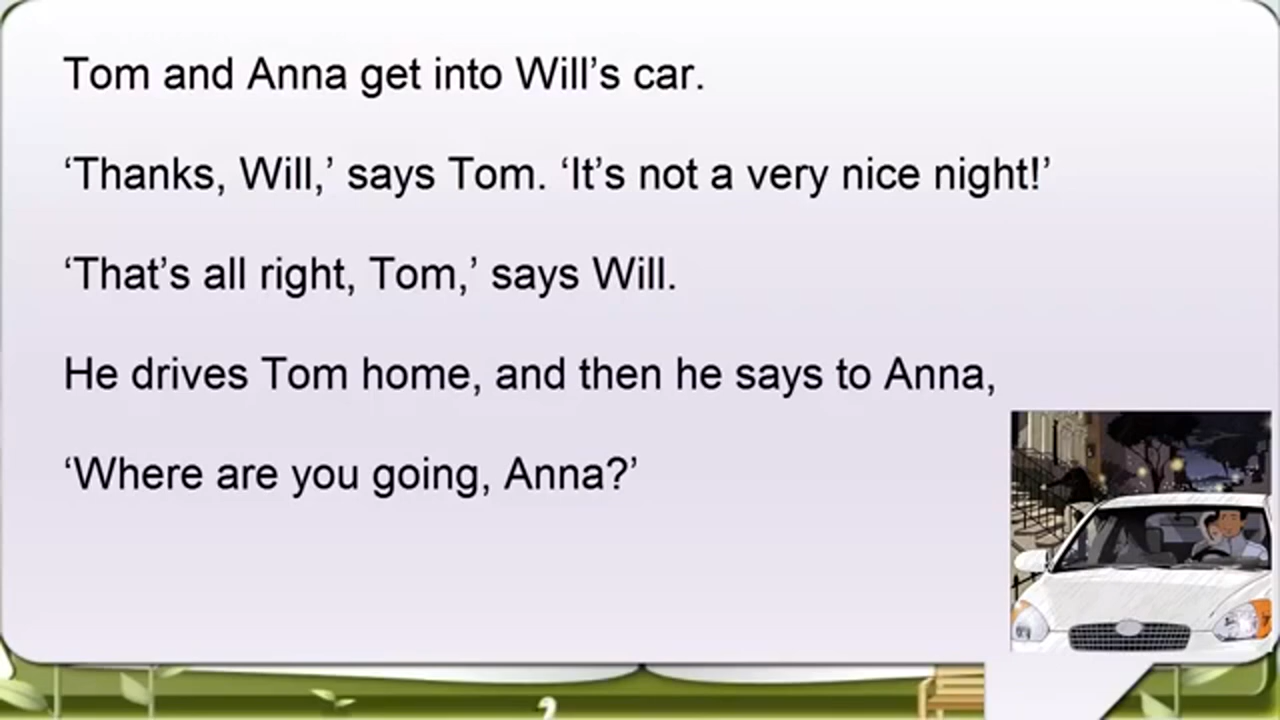 Tom and Anna get into Will’s car.
‘Thanks, Will,’ says Tom. ‘It’s not a very nice night!’
‘That’s all right, Tom,’ says Will.
He drives Tom home, and then he says to Anna,
‘Where are you going, Anna?’